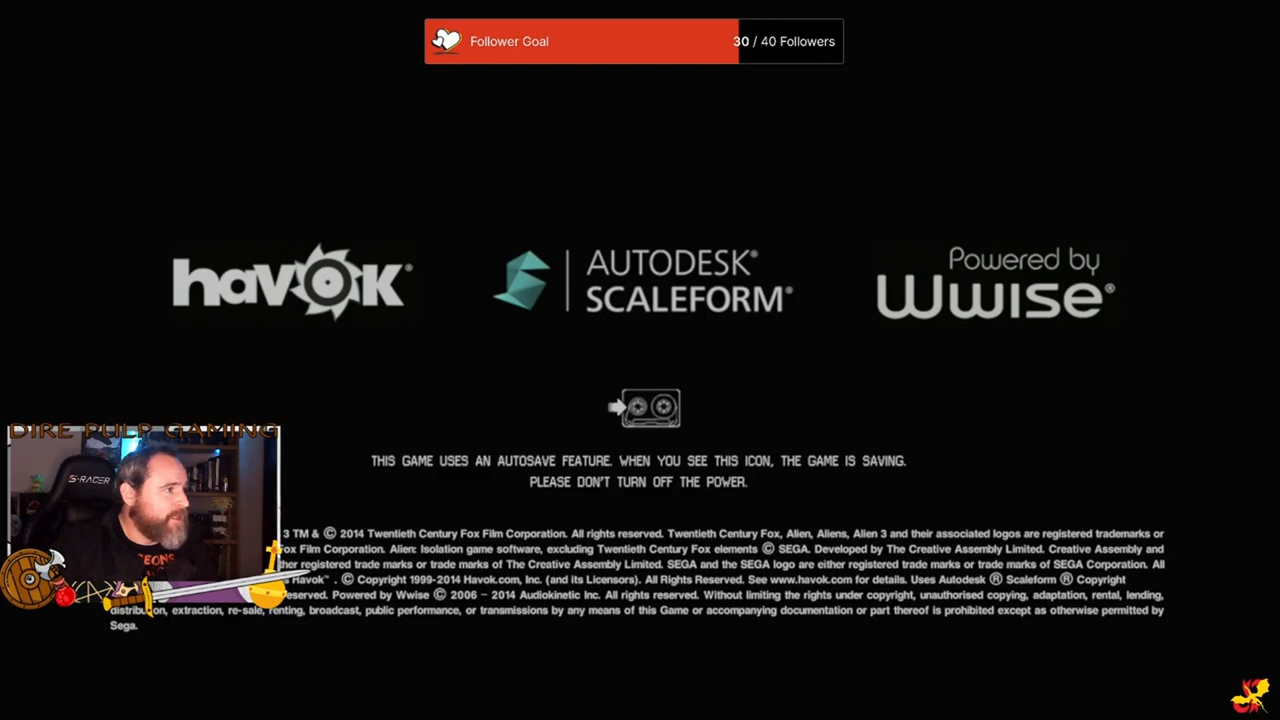 Follower Goal 30 / 40 Followers
havok® AUTODESK® SCALEFORM® Powered by Wwise®
THIS GAME USES AN AUTOSAVE FEATURE. WHEN YOU SEE THIS ICON, THE GAME IS SAVING.
PLEASE DON'T TURN OFF THE POWER.
DIRE PULP GAMING
S-RACER
3 TM & © 2014 Twentieth Century Fox Film Corporation. All rights reserved. Twentieth Century Fox, Alien, Aliens, Alien 3 and their associated logos are registered trademarks or
Fox Film Corporation. Alien: Isolation game software, excluding Twentieth Century Fox elements © SEGA. Developed by The Creative Assembly Limited. Creative Assembly and
registered trade marks or trade marks of The Creative Assembly Limited. SEGA and the SEGA logo are either registered trade marks or trade marks of SEGA Corporation. All
Havok™ . © Copyright 1999-2014 Havok.com, Inc. (and its Licensors). All Rights Reserved. See www.havok.com for details. Uses Autodesk ® Scaleform ® Copyright
Powered by Wwise © 2006 – 2014 Audiokinetic Inc. All rights reserved. Without limiting the rights under copyright, unauthorised copying, adaptation, rental, lending,
distribution, extraction, re-sale, renting, broadcast, public performance, or transmissions by any means of this Game or accompanying documentation or part thereof is prohibited except as otherwise permitted by
Sega.